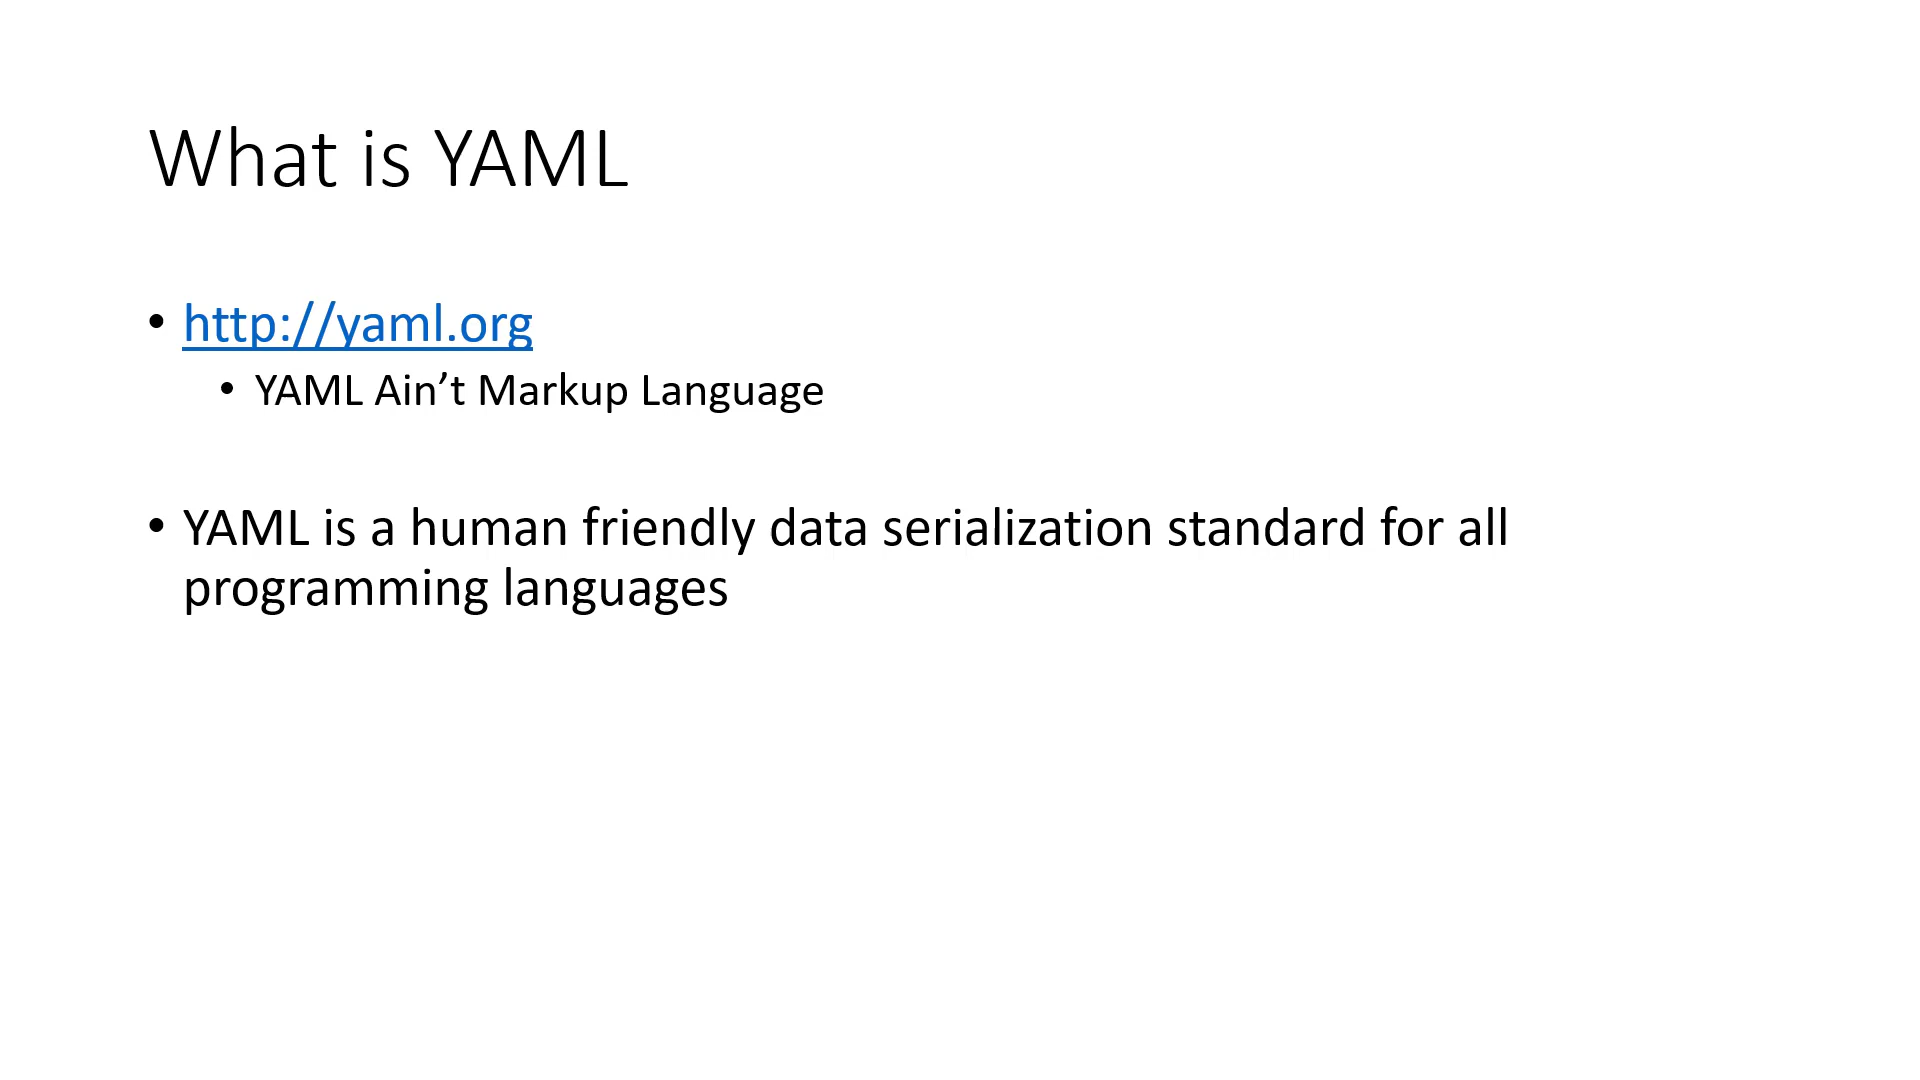 What is YAML
• http://yaml.org
• YAML Ain’t Markup Language
• YAML is a human friendly data serialization standard for all
programming languages